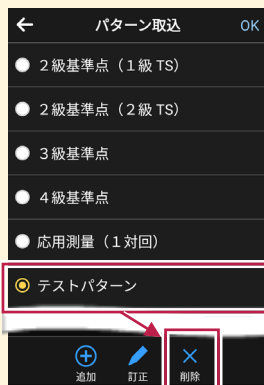 パターン取込 OK
２級基準点（１級 TS）
２級基準点（２級 TS）
３級基準点
４級基準点
応用測量（１対回）
テストパターン
追加 訂正 削除